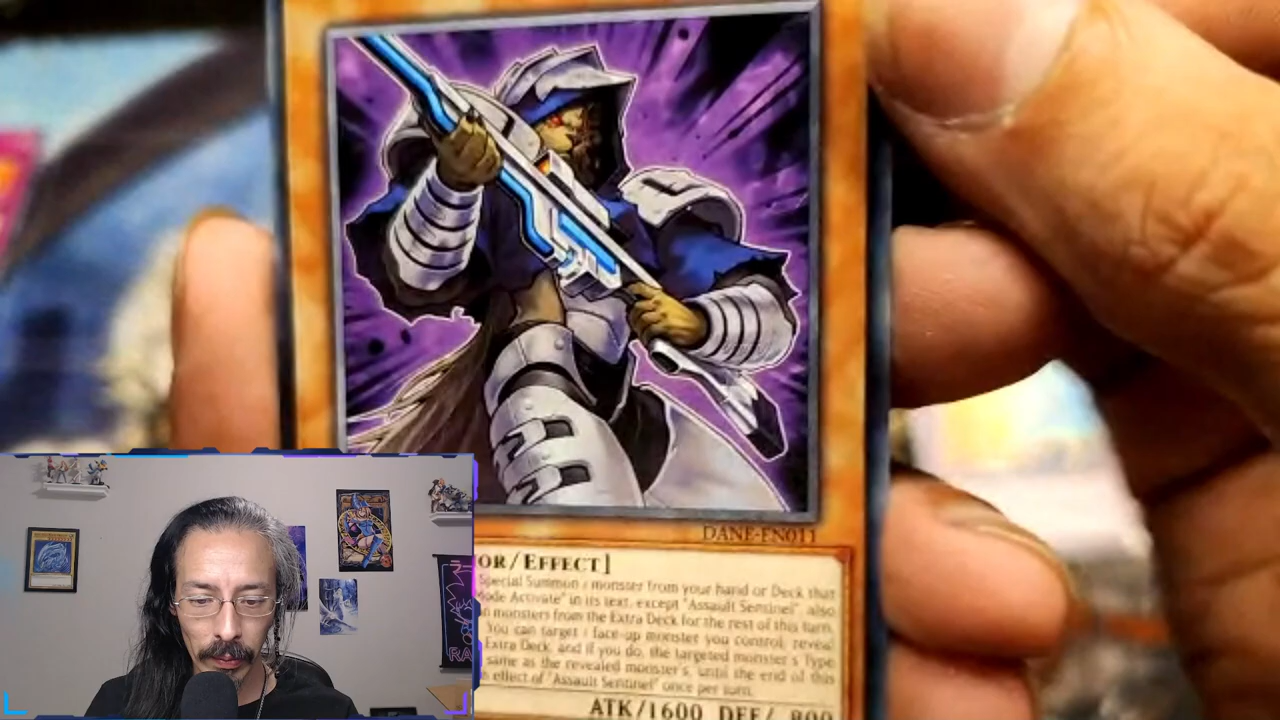 DANE-EN011
OR/EFFECT]
Special Summon 1 monster from your hand or Deck that
Mode Activate" in its text, except "Assault Sentinel", also
n monsters from the Extra Deck for the rest of this turn.
You can target 1 face-up monster you control; reveal
Extra Deck, and if you do, the targeted monster's Type
same as the revealed monster's, until the end of this
h effect of "Assault Sentinel" once per turn.
ATK/1600 DEF/ 800
RA